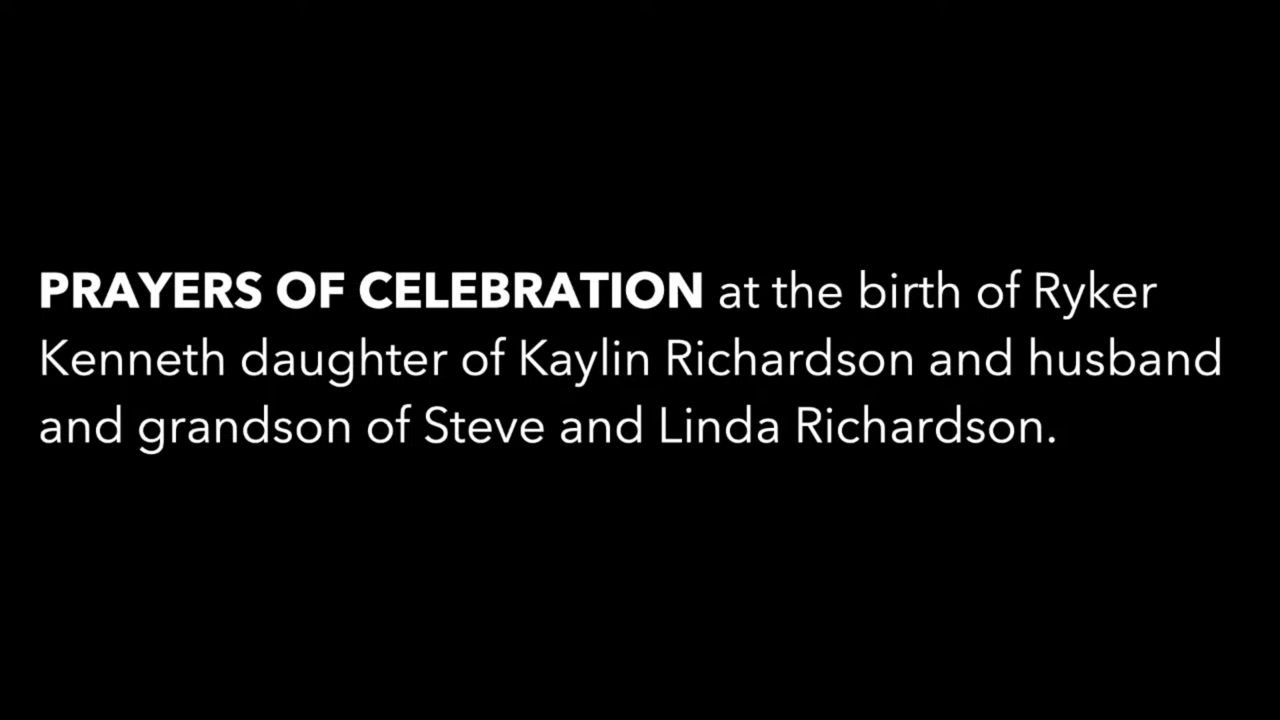 PRAYERS OF CELEBRATION at the birth of Ryker
Kenneth daughter of Kaylin Richardson and husband
and grandson of Steve and Linda Richardson.